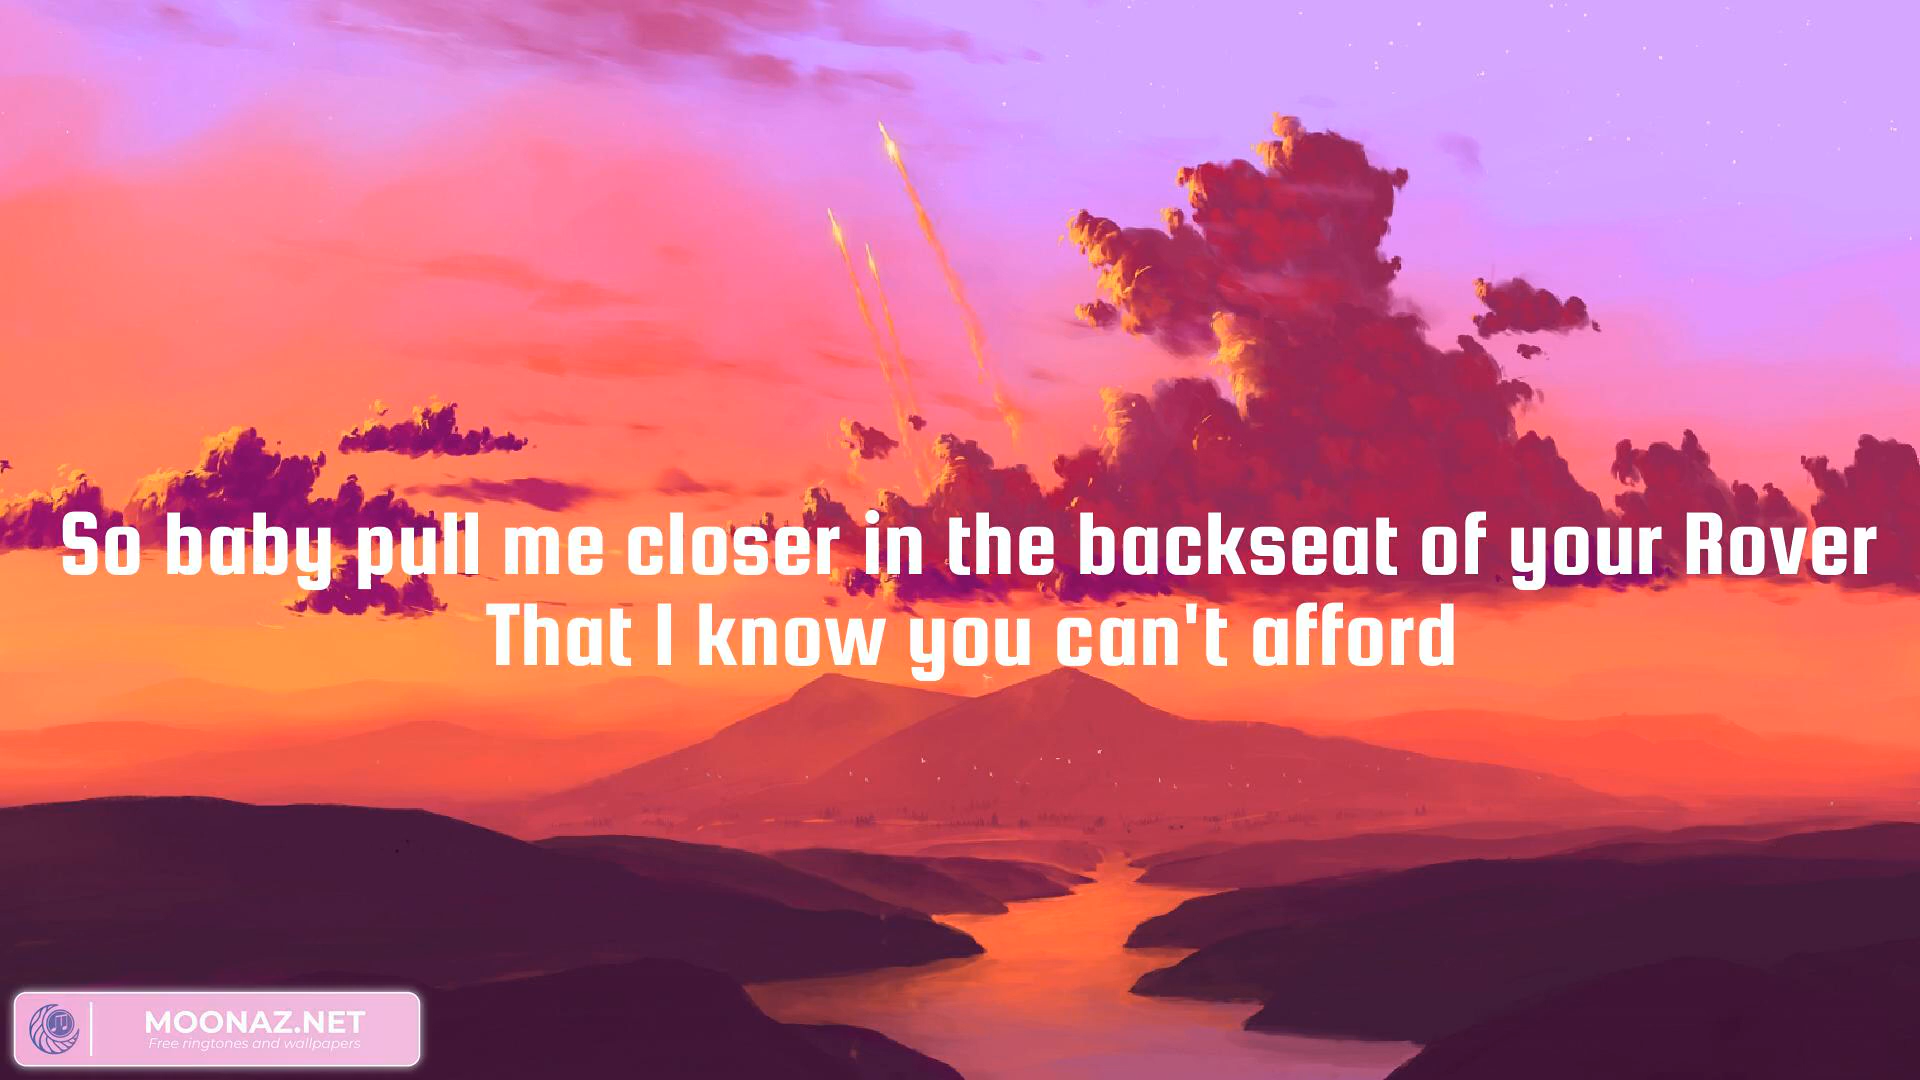 So baby pull me closer in the backseat of your Rover
That I know you can't afford
MOONAZ.NET
Free ringtones and wallpapers